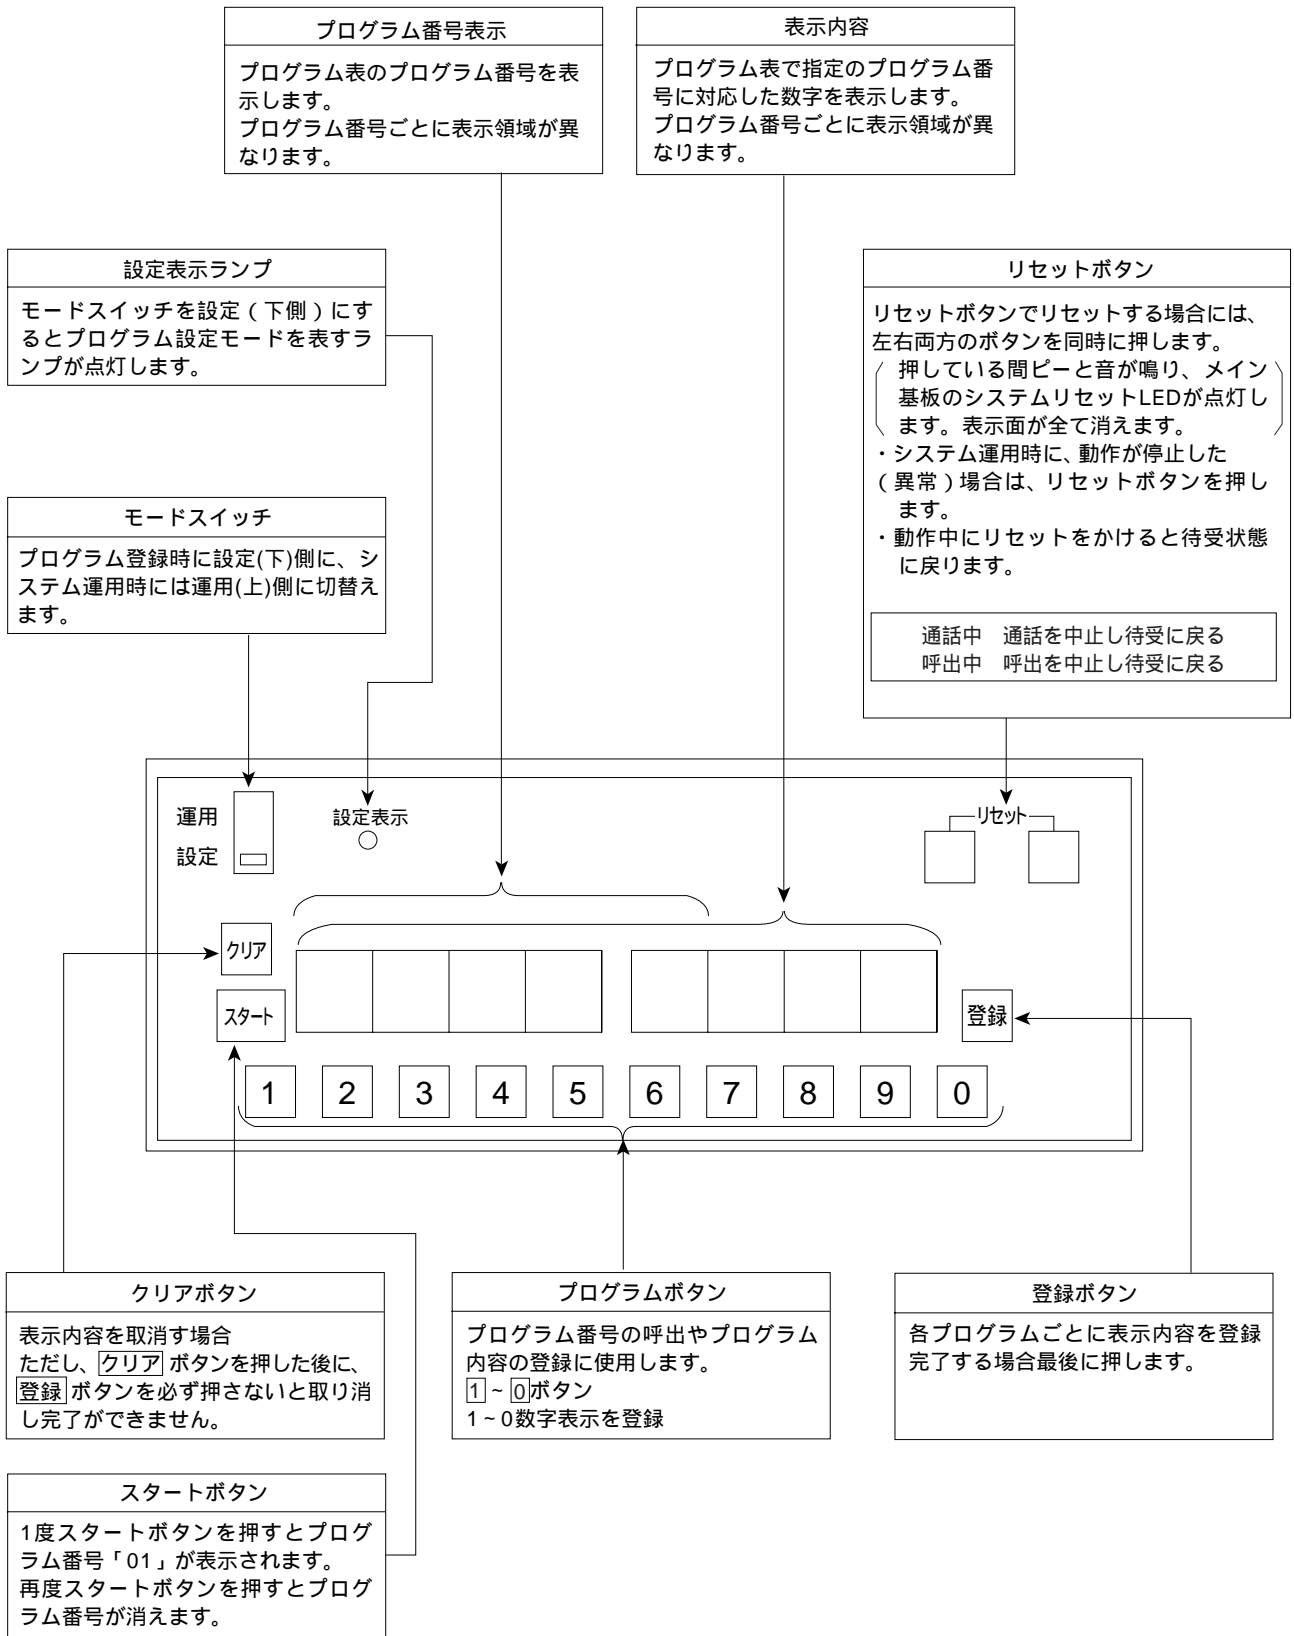 プログラム番号表示
プログラム表のプログラム番号を表
示します。
プログラム番号ごとに表示領域が異
なります。
表示内容
プログラム表で指定のプログラム番
号に対応した数字を表示します。
プログラム番号ごとに表示領域が異
なります。
設定表示ランプ
モードスイッチを設定（下側）にす
るとプログラム設定モードを表すラ
ンプが点灯します。
リセットボタン
リセットボタンでリセットする場合には、
左右両方のボタンを同時に押します。
押している間ピーと音が鳴り、メイン
基板のシステムリセットLEDが点灯し
ます。表示面が全て消えます。
・システム運用時に、動作が停止した
（異常）場合は、リセットボタンを押し
ます。
・動作中にリセットをかけると待受状態
に戻ります。
通話中　通話を中止し待受に戻る
呼出中　呼出を中止し待受に戻る
モードスイッチ
プログラム登録時に設定(下)側に、シ
ステム運用時には運用(上)側に切替え
ます。
運用
設定
設定表示
リセット
クリア
スタート
登録
1 2 3 4 5 6 7 8 9 0
クリアボタン
表示内容を取消す場合
ただし、クリア ボタンを押した後に、
登録 ボタンを必ず押さないと取り消
し完了ができません。
プログラムボタン
プログラム番号の呼出やプログラム
内容の登録に使用します。
1 ~ 0ボタン
1~0数字表示を登録
登録ボタン
各プログラムごとに表示内容を登録
完了する場合最後に押します。
スタートボタン
1度スタートボタンを押すとプログ
ラム番号「01」が表示されます。
再度スタートボタンを押すとプログ
ラム番号が消えます。